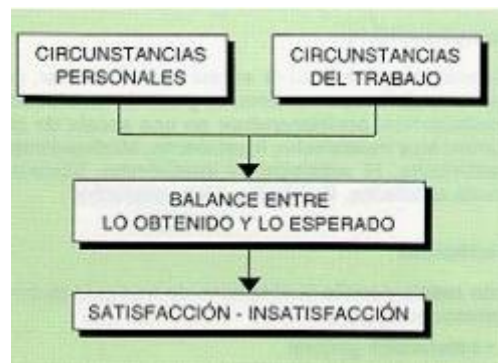 CIRCUNSTANCIAS
PERSONALES
CIRCUNSTANCIAS
DEL TRABAJO
BALANCE ENTRE
LO OBTENIDO Y LO ESPERADO
SATISFACCIÓN - INSATISFACCIÓN